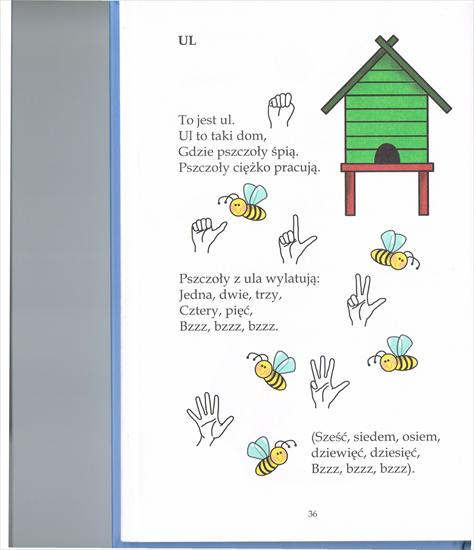 UL
To jest ul.
Ul to taki dom,
Gdzie pszczoły śpią.
Pszczoły ciężko pracują.
Pszczoły z ula wylatują:
Jedna, dwie, trzy,
Cztery, pięć,
Bzzz, bzzz, bzzz.
(Sześć, siedem, osiem,
dziewięć, dziesięć,
Bzzz, bzzz, bzzz).
36